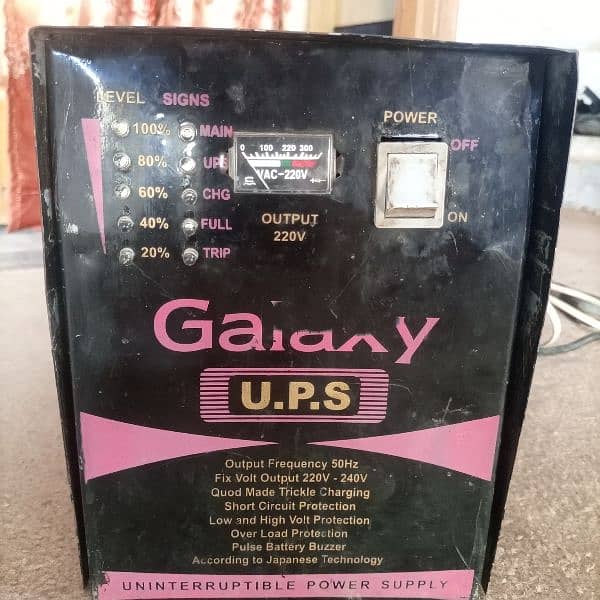 LEVEL SIGNS
100% MAIN
80% UPS
60% CHG
40% FULL
20% TRIP
0 100 220 300
VAC-220V
OUTPUT
220V
POWER
OFF
ON
Galaxy
U.P.S
Output Frequency 50Hz
Fix Volt Output 220V - 240V
Quod Made Trickle Charging
Short Circuit Protection
Low and High Volt Protection
Over Load Protection
Pulse Battery Buzzer
According to Japanese Technology
UNINTERRUPTIBLE POWER SUPPLY